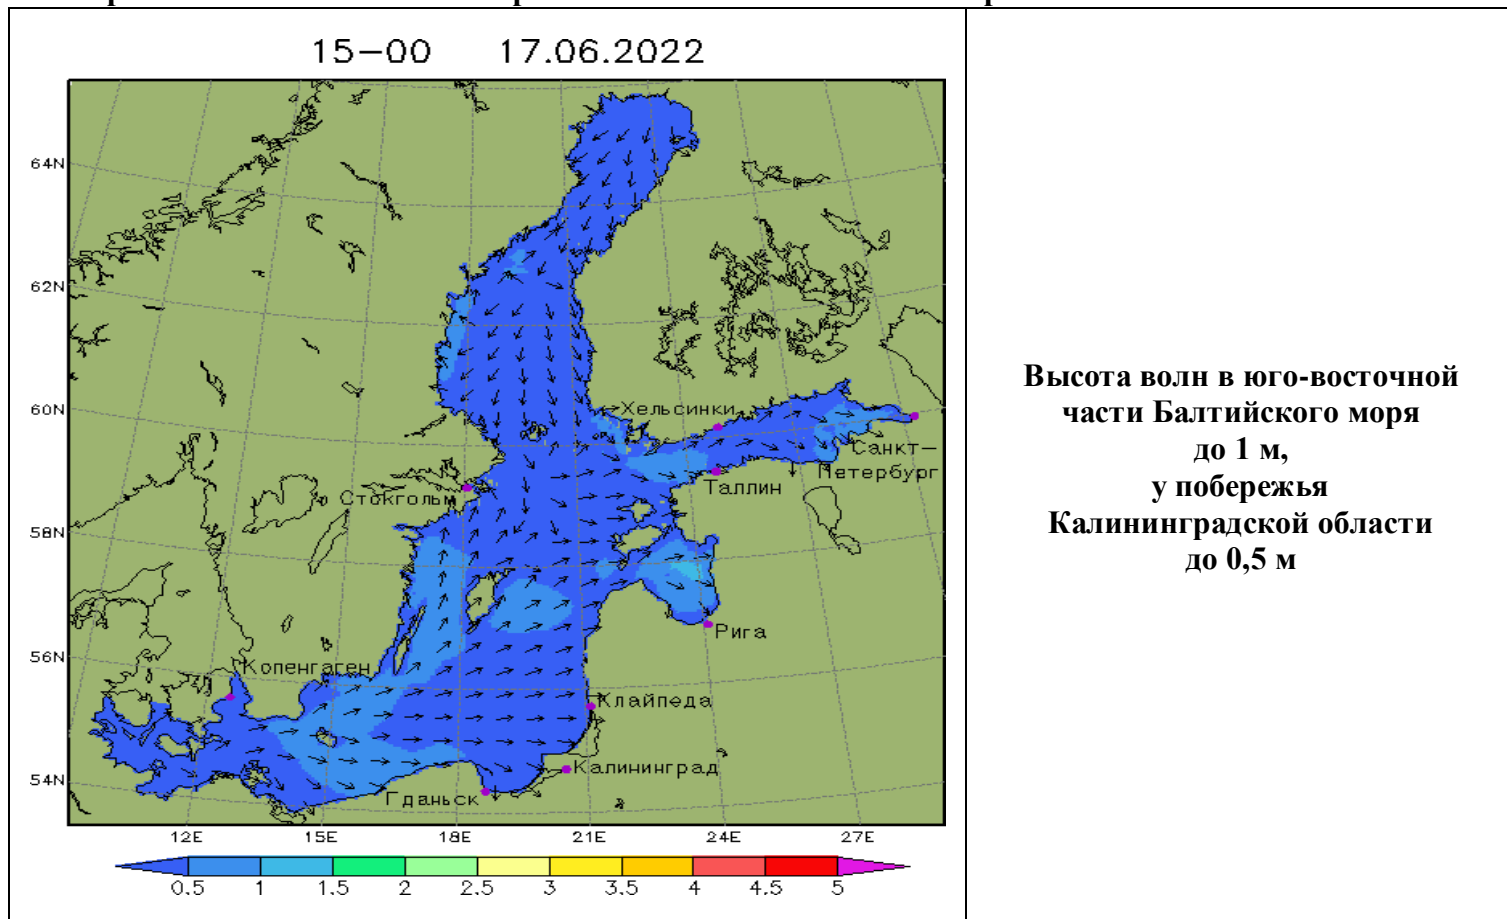 15-00 17.06.2022
64N
62N
60N
58N
56N
54N
Хельсинки
Санкт-
Петербург
Таллин
Стокгольм
Рига
Копенгаген
Клайпеда
Калининград
Гданьск
12E 15E 18E 21E 24E 27E
0.5 1 1.5 2 2.5 3 3.5 4 4.5 5
Высота волн в юго-восточной
части Балтийского моря
до 1 м,
у побережья
Калининградской области
до 0,5 м